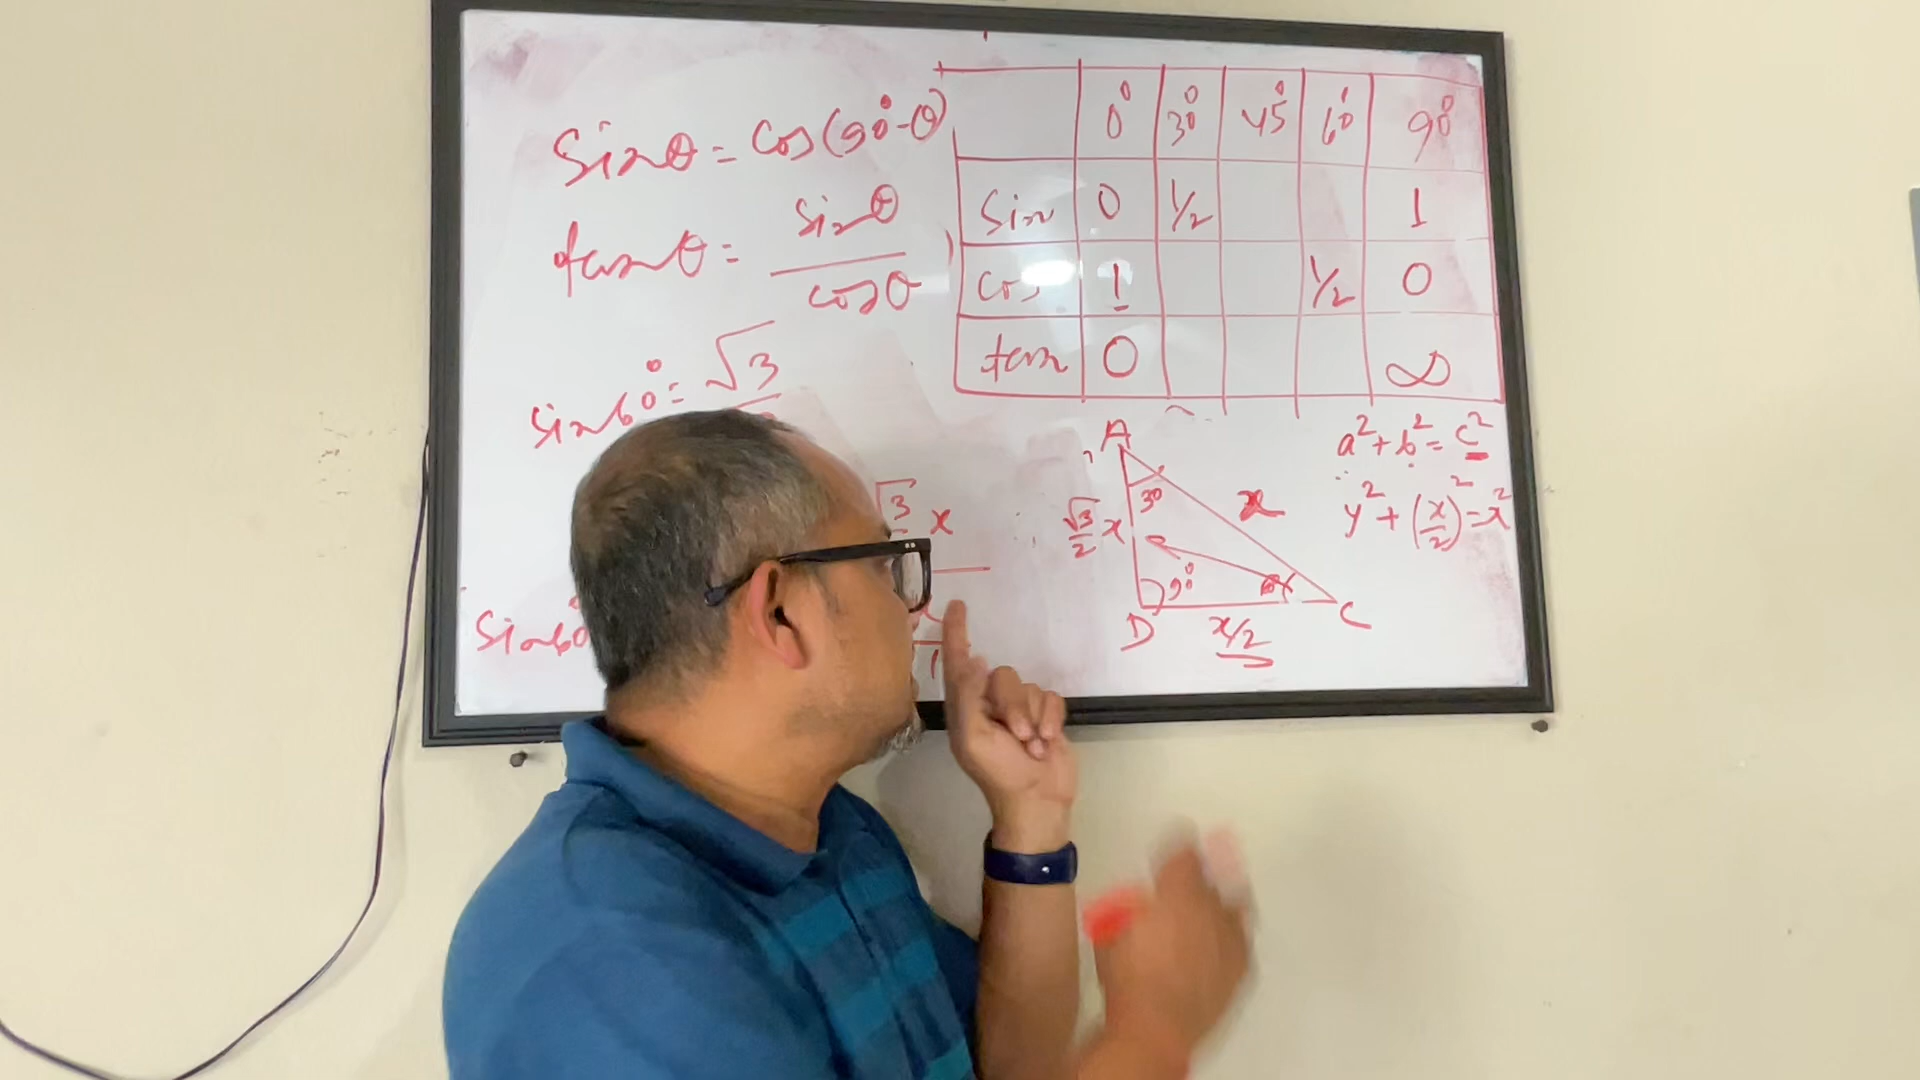 sinθ = cos(90°-θ)
tanθ = sinθ
cosθ
sin60° = √3
√3 x
sin60
1
0° 30° 45° 60° 90°
sin 0 1/2 1
cos 1 1/2 0
tan 0 ∞
A
30
x
√3/2 x
90°
D
x/2
C
a² + b² = c²
y² + (x/2)² = x²